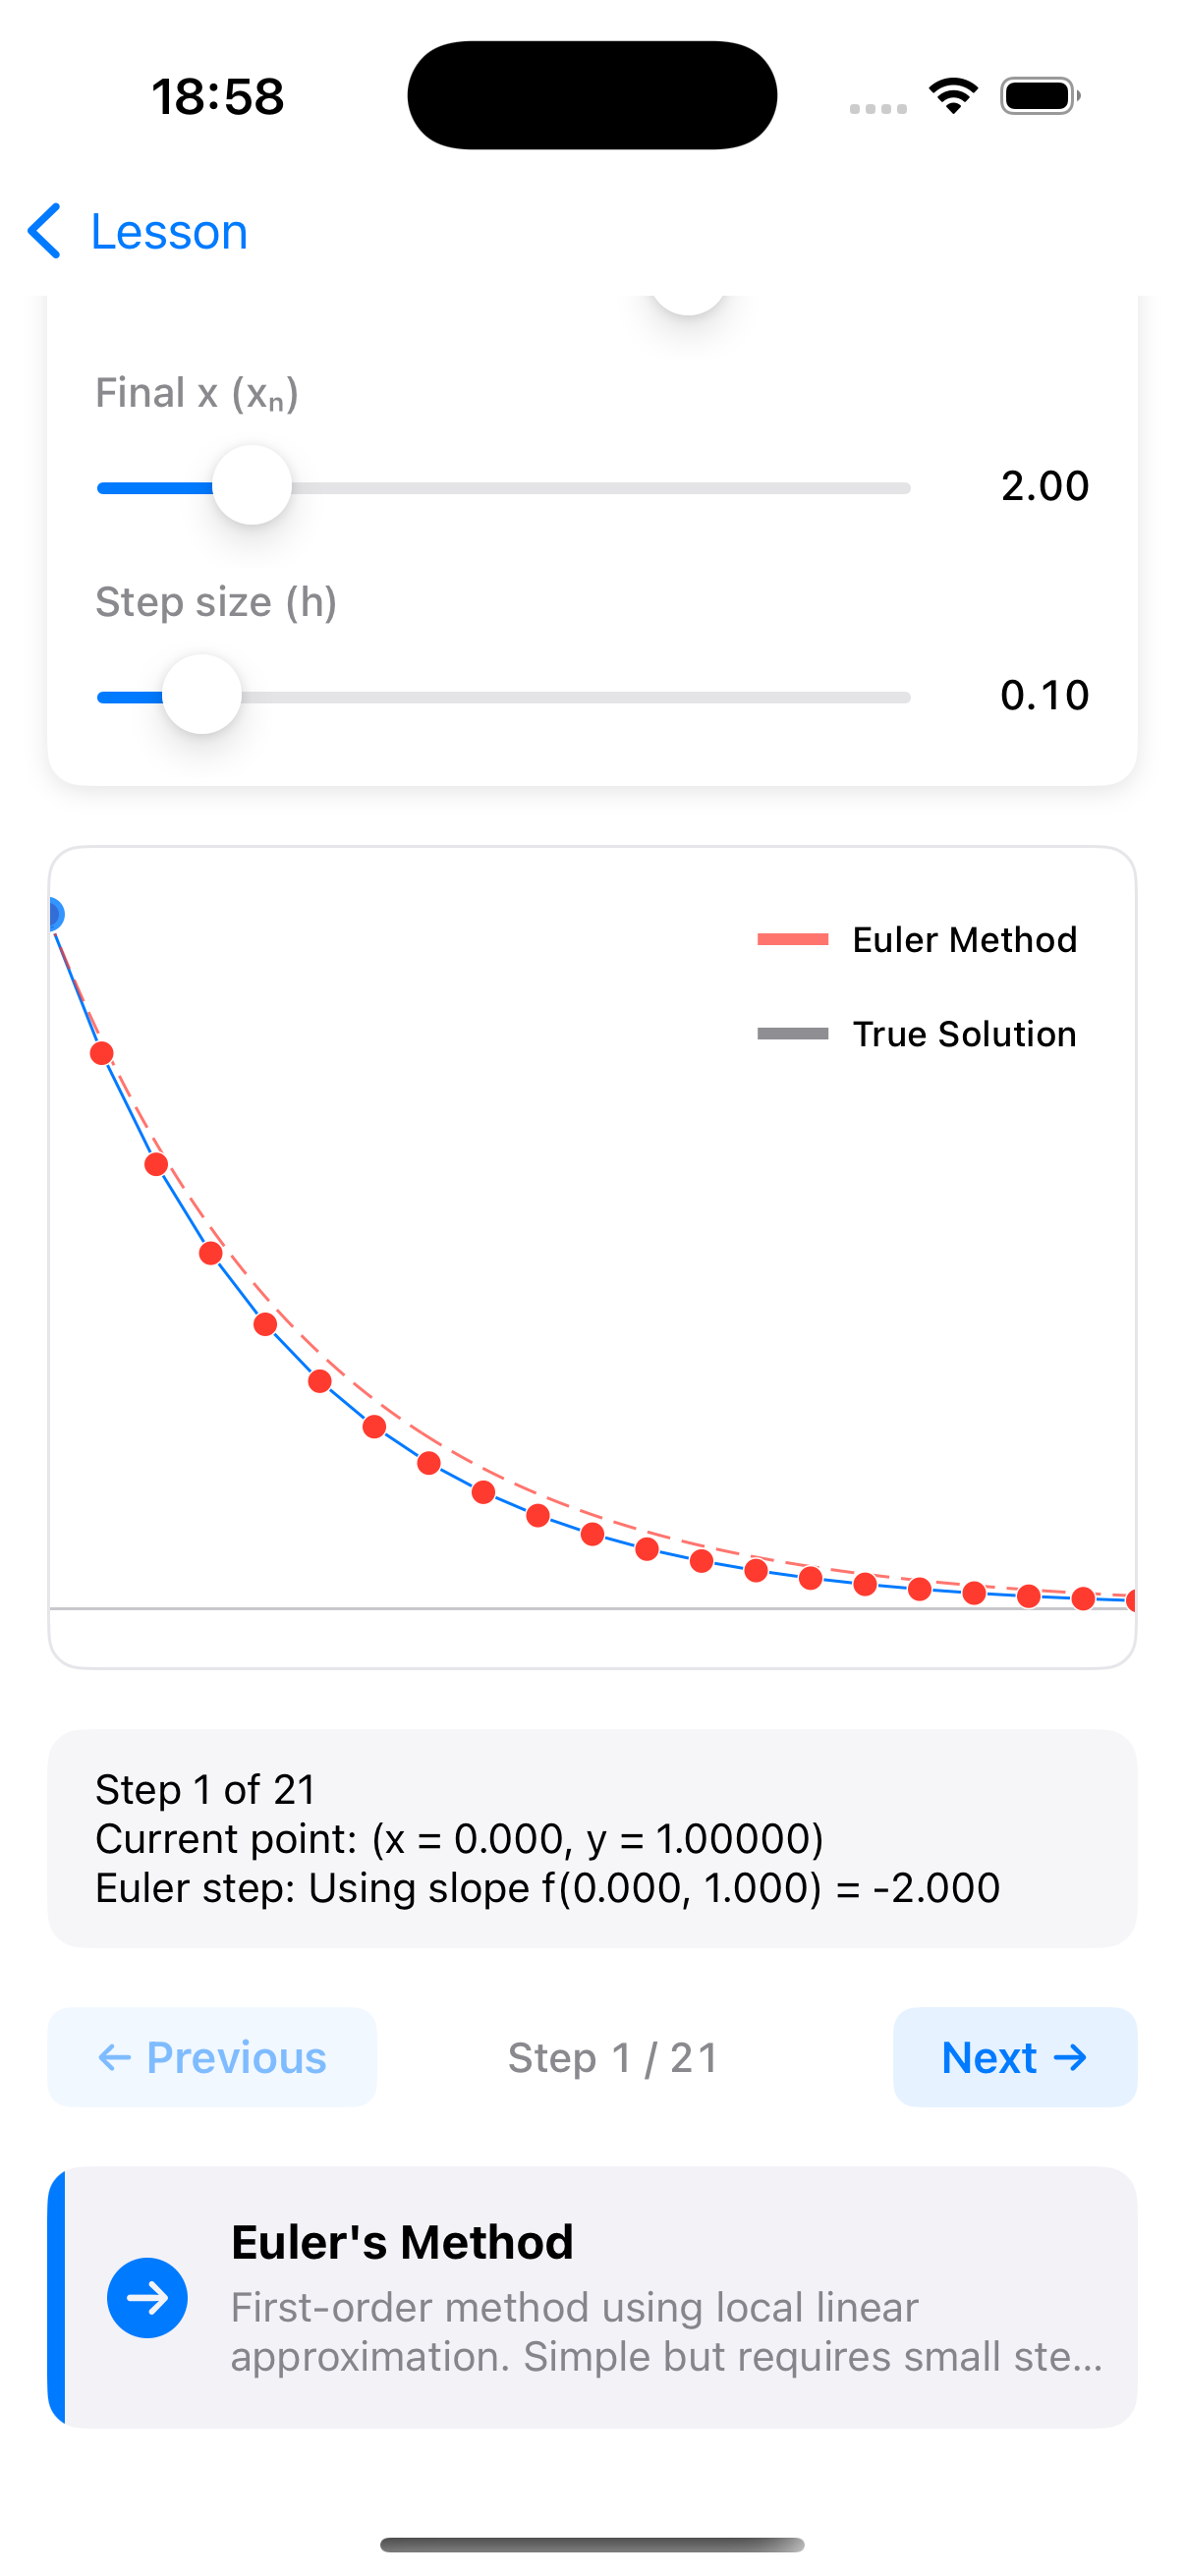 18:58
Lesson
Final x (xₙ)
2.00
Step size (h)
0.10
Euler Method
True Solution
Step 1 of 21
Current point: (x = 0.000, y = 1.00000)
Euler step: Using slope f(0.000, 1.000) = -2.000
← Previous
Step 1 / 21
Next →
Euler's Method
First-order method using local linear
approximation. Simple but requires small ste...